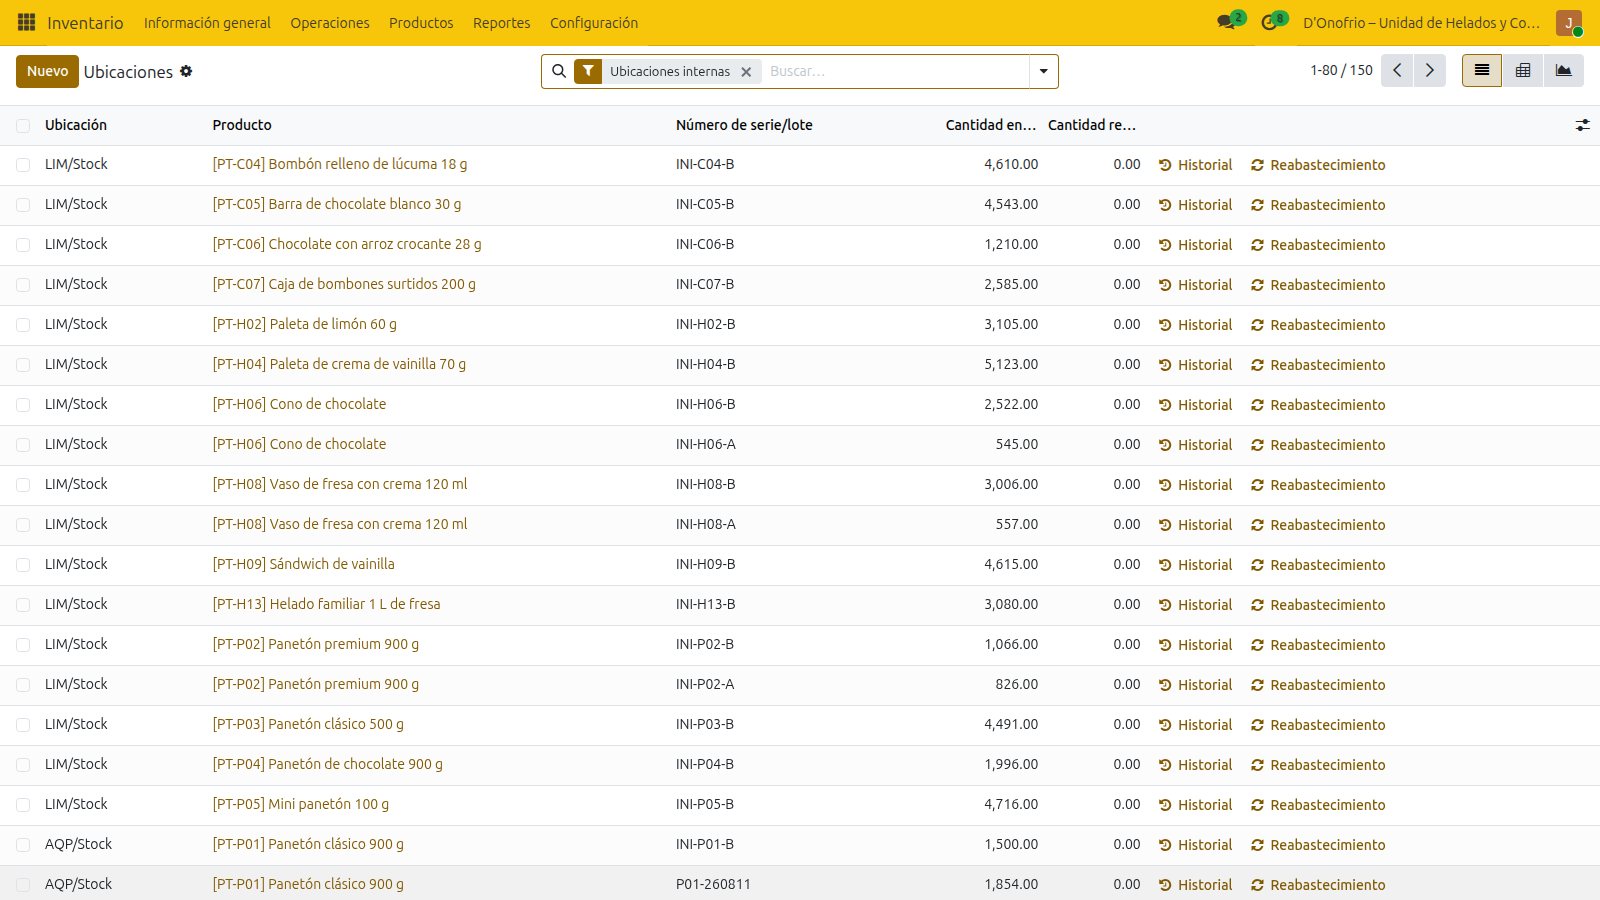 Inventario Información general Operaciones Productos Reportes Configuración 2 8 D'Onofrio – Unidad de Helados y Co... J
Nuevo Ubicaciones Ubicaciones internas Buscar... 1-80 / 150
Ubicación Producto Número de serie/lote Cantidad en... Cantidad re...
LIM/Stock [PT-C04] Bombón relleno de lúcuma 18 g INI-C04-B 4,610.00 0.00 Historial Reabastecimiento
LIM/Stock [PT-C05] Barra de chocolate blanco 30 g INI-C05-B 4,543.00 0.00 Historial Reabastecimiento
LIM/Stock [PT-C06] Chocolate con arroz crocante 28 g INI-C06-B 1,210.00 0.00 Historial Reabastecimiento
LIM/Stock [PT-C07] Caja de bombones surtidos 200 g INI-C07-B 2,585.00 0.00 Historial Reabastecimiento
LIM/Stock [PT-H02] Paleta de limón 60 g INI-H02-B 3,105.00 0.00 Historial Reabastecimiento
LIM/Stock [PT-H04] Paleta de crema de vainilla 70 g INI-H04-B 5,123.00 0.00 Historial Reabastecimiento
LIM/Stock [PT-H06] Cono de chocolate INI-H06-B 2,522.00 0.00 Historial Reabastecimiento
LIM/Stock [PT-H06] Cono de chocolate INI-H06-A 545.00 0.00 Historial Reabastecimiento
LIM/Stock [PT-H08] Vaso de fresa con crema 120 ml INI-H08-B 3,006.00 0.00 Historial Reabastecimiento
LIM/Stock [PT-H08] Vaso de fresa con crema 120 ml INI-H08-A 557.00 0.00 Historial Reabastecimiento
LIM/Stock [PT-H09] Sándwich de vainilla INI-H09-B 4,615.00 0.00 Historial Reabastecimiento
LIM/Stock [PT-H13] Helado familiar 1 L de fresa INI-H13-B 3,080.00 0.00 Historial Reabastecimiento
LIM/Stock [PT-P02] Panetón premium 900 g INI-P02-B 1,066.00 0.00 Historial Reabastecimiento
LIM/Stock [PT-P02] Panetón premium 900 g INI-P02-A 826.00 0.00 Historial Reabastecimiento
LIM/Stock [PT-P03] Panetón clásico 500 g INI-P03-B 4,491.00 0.00 Historial Reabastecimiento
LIM/Stock [PT-P04] Panetón de chocolate 900 g INI-P04-B 1,996.00 0.00 Historial Reabastecimiento
LIM/Stock [PT-P05] Mini panetón 100 g INI-P05-B 4,716.00 0.00 Historial Reabastecimiento
AQP/Stock [PT-P01] Panetón clásico 900 g INI-P01-B 1,500.00 0.00 Historial Reabastecimiento
AQP/Stock [PT-P01] Panetón clásico 900 g P01-260811 1,854.00 0.00 Historial Reabastecimiento